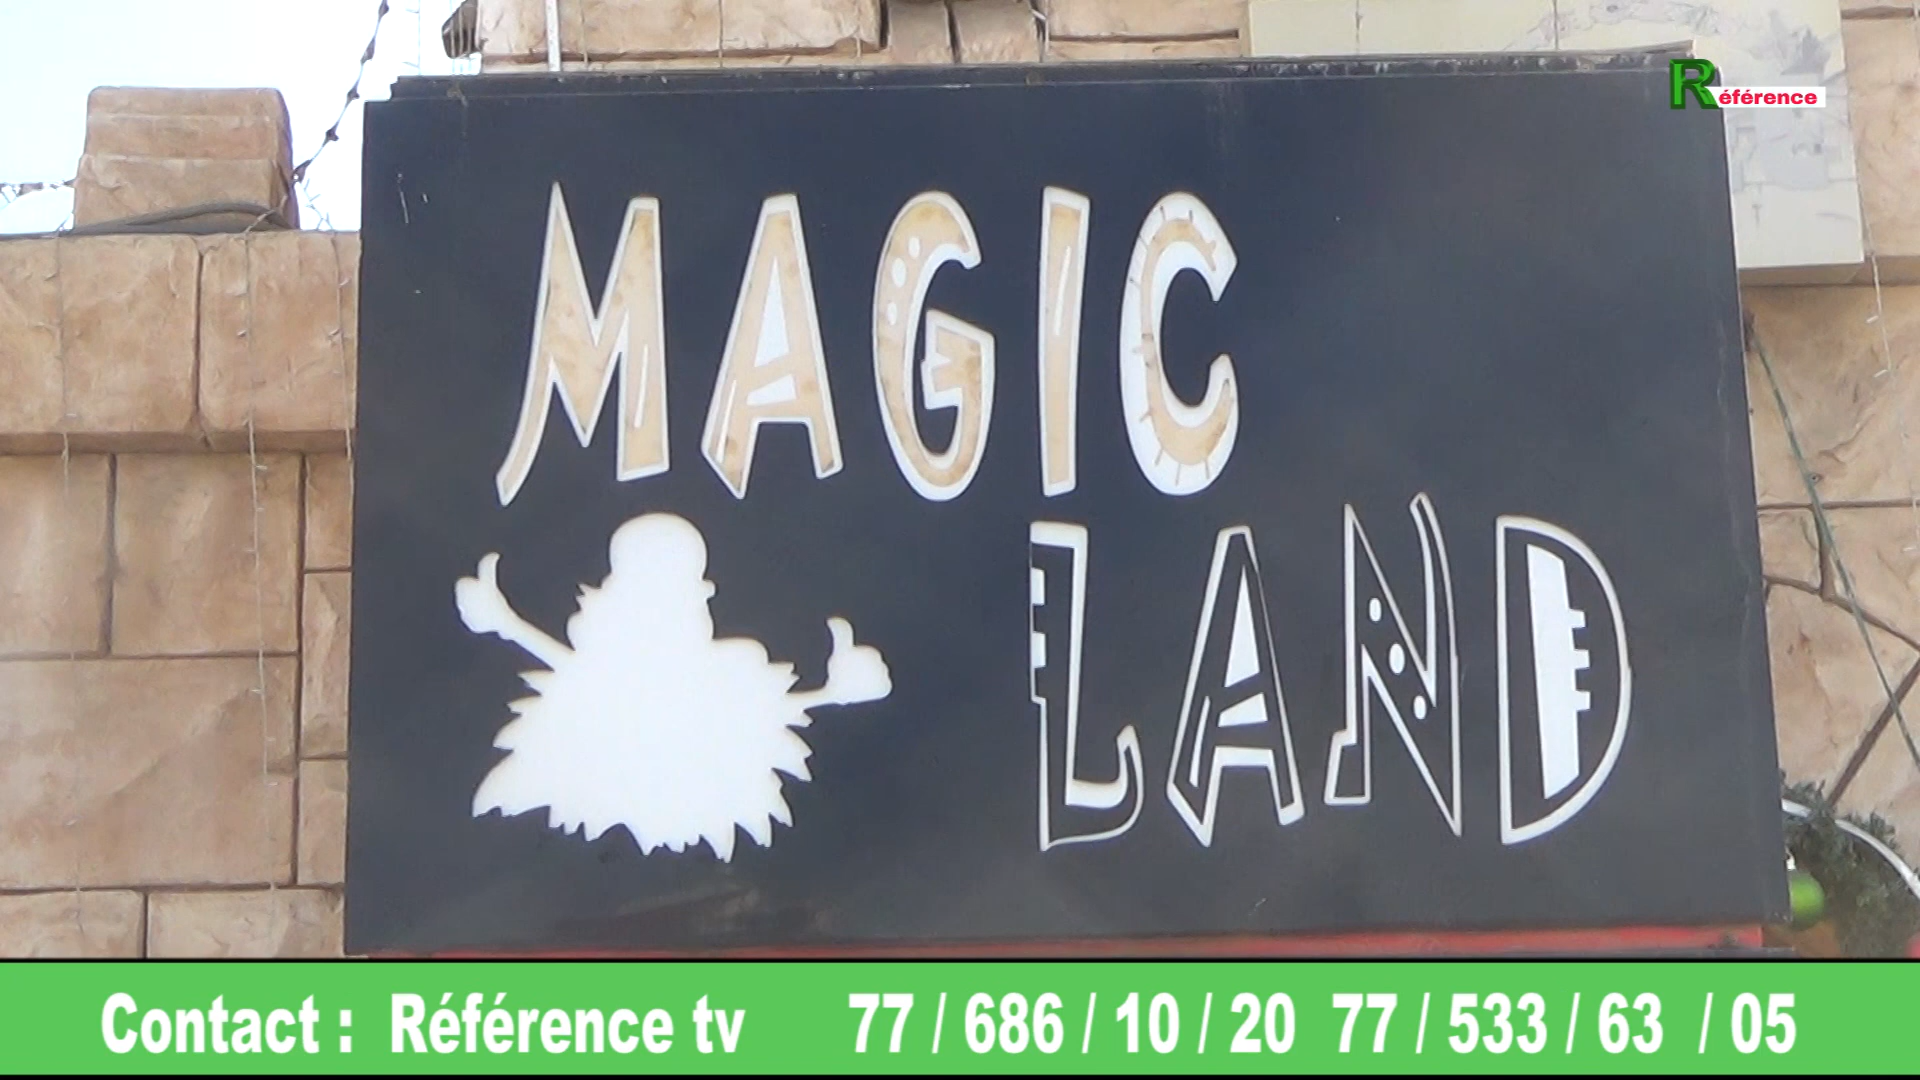 Référence
MAGIC
LAND
Contact : Référence tv 77 / 686 / 10 / 20 77 / 533 / 63 / 05